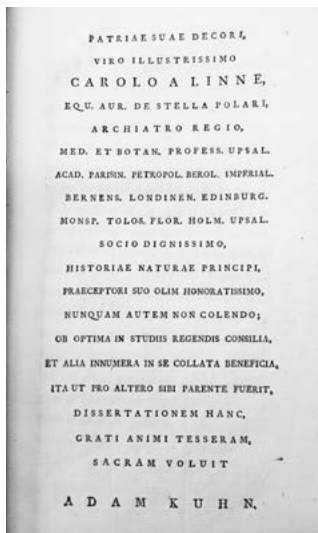 PATRIAE SUAE DECORI,
VIRO ILLUSTRISSIMO
CAROLO A LINNE,
EQU. AUR. DE STELLA POLARI,
ARCHIATRO REGIO,
MED. ET BOTAN. PROFESS. UPSAL.
ACAD. PARISIN. PETROPOL. BEROL. IMPERIAL.
BERNENS. LONDINEN. EDINBURG.
MONSP. TOLOS. FLOR. HOLM. UPSAL.
SOCIO DIGNISSIMO,
HISTORIAE NATURAE PRINCIPI,
PRAECEPTORI SUO OLIM HONORATISSIMO,
NUNQUAM AUTEM NON COLENDO;
OB OPTIMA IN STUDIIS REGENDIS CONSILIA,
ET ALIA INNUMERA IN SE COLLATA BENEFICIA,
ITA UT PRO ALTERO SIBI PARENTE FUERIT,
DISSERTATIONEM HANC,
GRATI ANIMI TESSERAM,
SACRAM VOLUIT
ADAM KUHN.